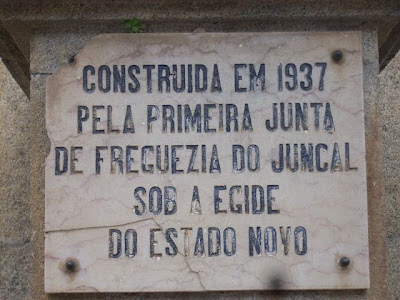 CONSTRUIDA EM 1937
PELA PRIMEIRA JUNTA
DE FREGUEZIA DO JUNCAL
SOB A EGIDE
DO ESTADO NOVO